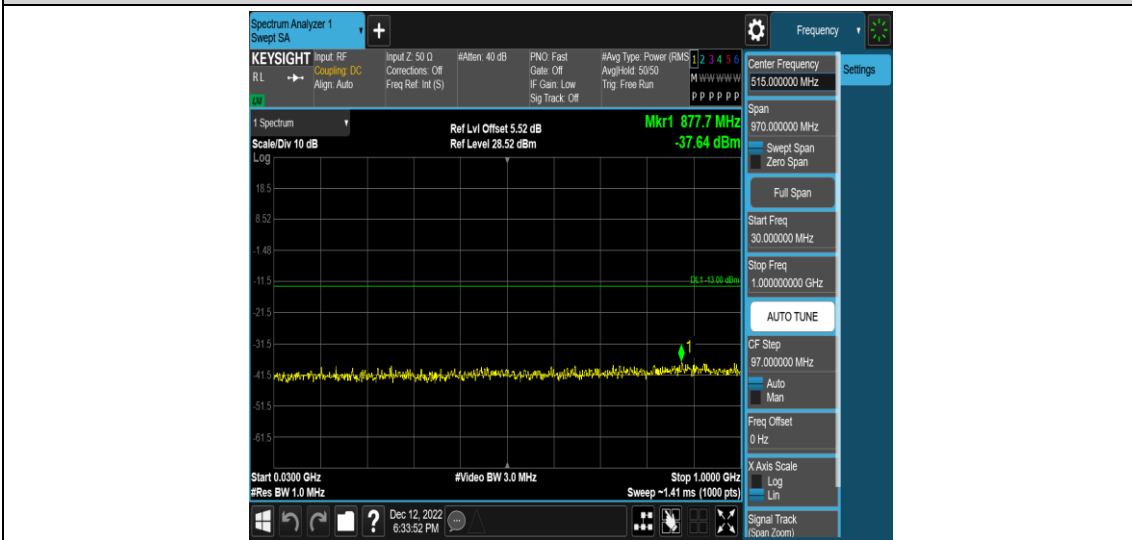 Spectrum Analyzer 1
Swept SA
+
Frequency
KEYSIGHT
RL
LXI
Input: RF
Coupling: DC
Align: Auto
Input Z: 50 Ω
Corrections: Off
Freq Ref: Int (S)
#Atten: 40 dB
PNO: Fast
Gate: Off
IF Gain: Low
Sig Track: Off
#Avg Type: Power (RMS
Avg|Hold: 50/50
Trig: Free Run
1 2 3 4 5 6
M W W W W W
P P P P P P
1 Spectrum
Scale/Div 10 dB
Log
Ref Lvl Offset 5.52 dB
Ref Level 28.52 dBm
Mkr1 877.7 MHz
-37.64 dBm
18.5
8.52
-1.48
-11.5
DL1 -13.00 dBm
-21.5
-31.5
1
-41.5
-51.5
-61.5
Start 0.0300 GHz
#Res BW 1.0 MHz
#Video BW 3.0 MHz
Stop 1.0000 GHz
Sweep ~1.41 ms (1000 pts)
?
Dec 12, 2022
6:33:52 PM
Center Frequency
515.000000 MHz
Settings
Span
970.000000 MHz
Swept Span
Zero Span
Full Span
Start Freq
30.000000 MHz
Stop Freq
1.000000000 GHz
AUTO TUNE
CF Step
97.000000 MHz
Auto
Man
Freq Offset
0 Hz
X Axis Scale
Log
Lin
Signal Track
(Span Zoom)